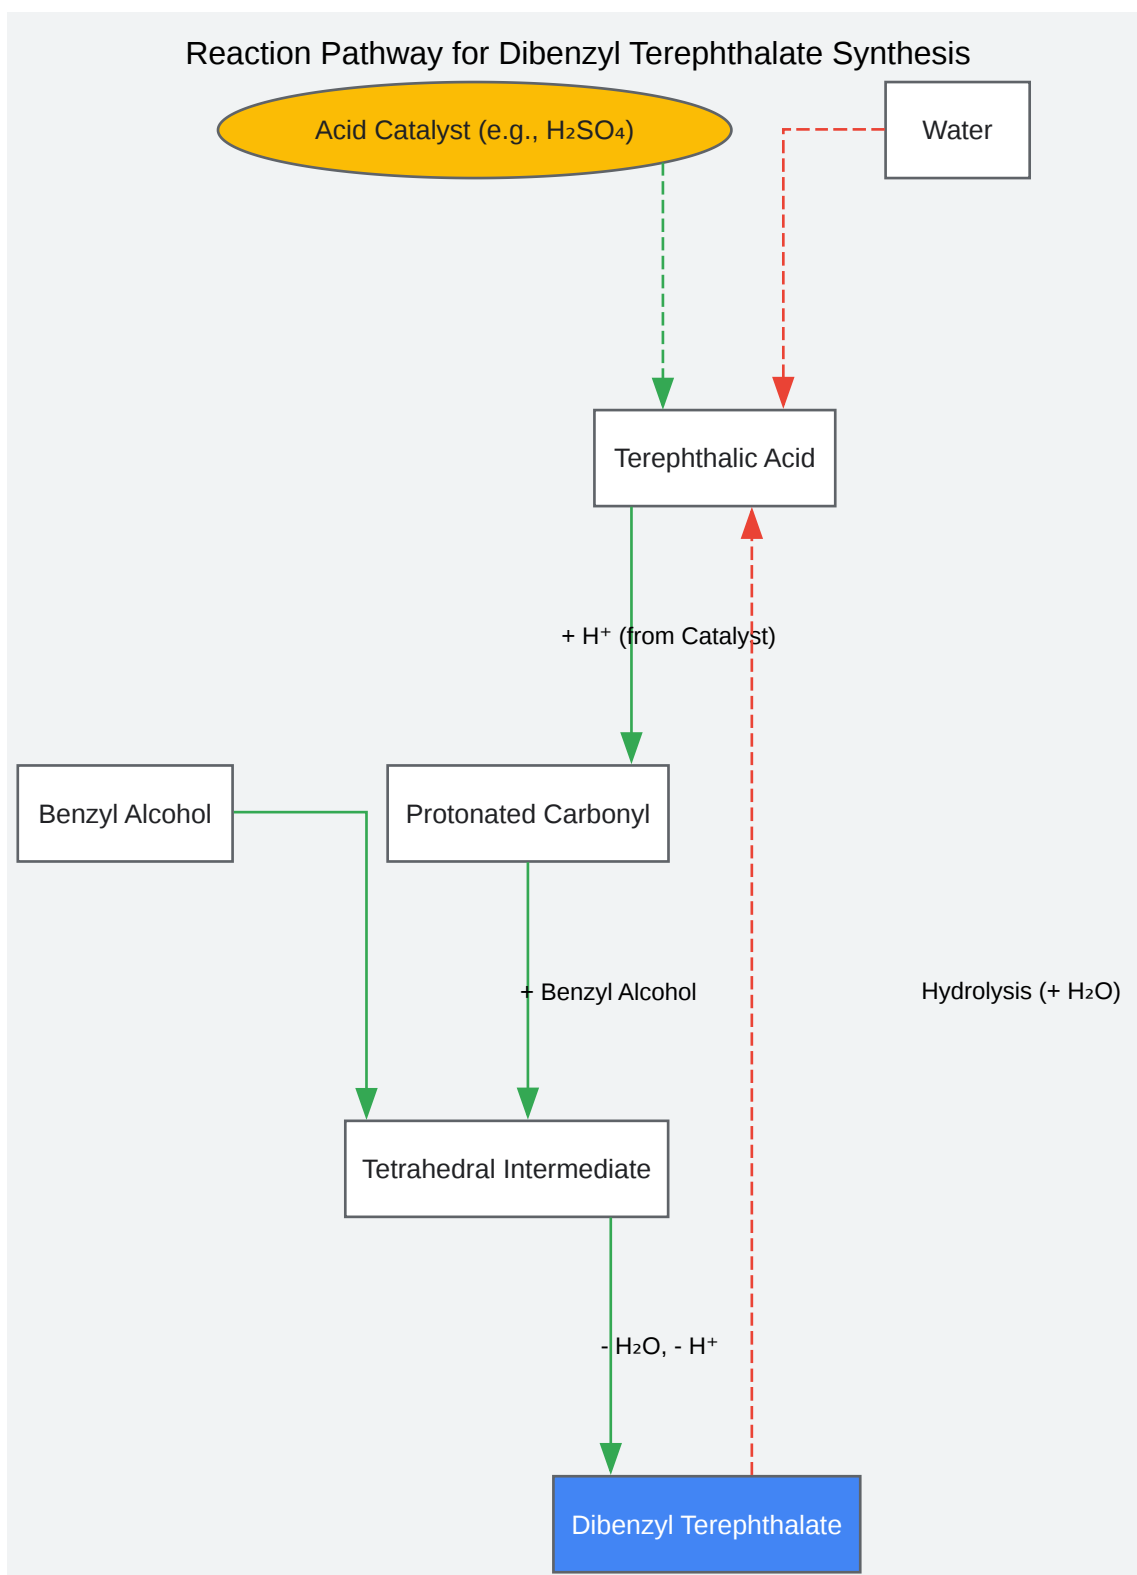 Reaction Pathway for Dibenzyl Terephthalate Synthesis
Acid Catalyst (e.g., H₂SO₄)
Water
Terephthalic Acid
+ H⁺ (from Catalyst)
Benzyl Alcohol
Protonated Carbonyl
+ Benzyl Alcohol
Hydrolysis (+ H₂O)
Tetrahedral Intermediate
- H₂O, - H⁺
Dibenzyl Terephthalate